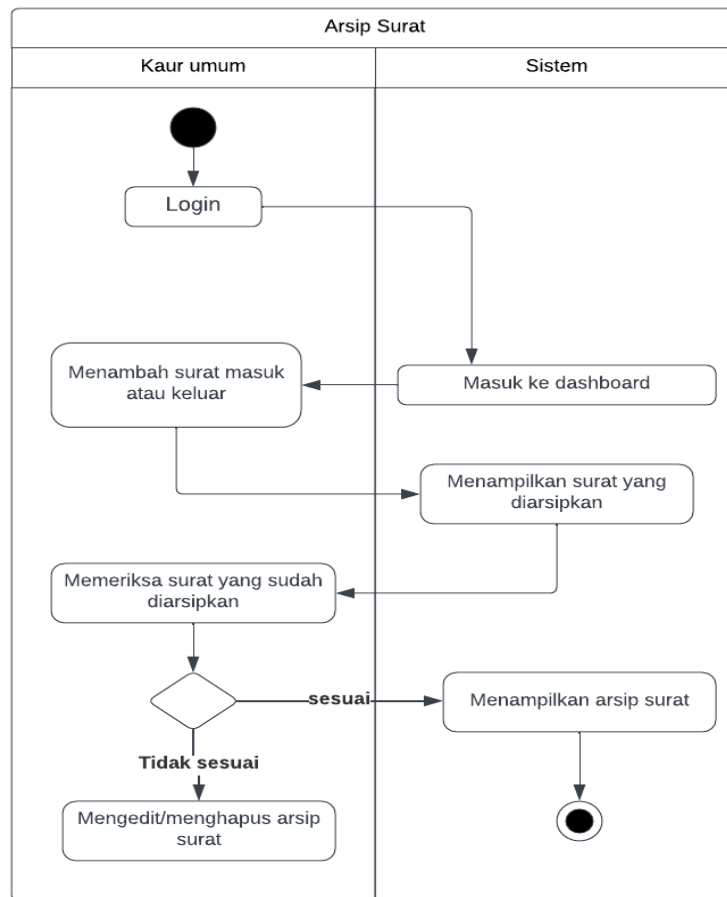 Arsip Surat
Kaur umum
Sistem
Login
Masuk ke dashboard
Menambah surat masuk
atau keluar
Menampilkan surat yang
diarsipkan
Memeriksa surat yang sudah
diarsipkan
sesuai
Menampilkan arsip surat
Tidak sesuai
Mengedit/menghapus arsip
surat